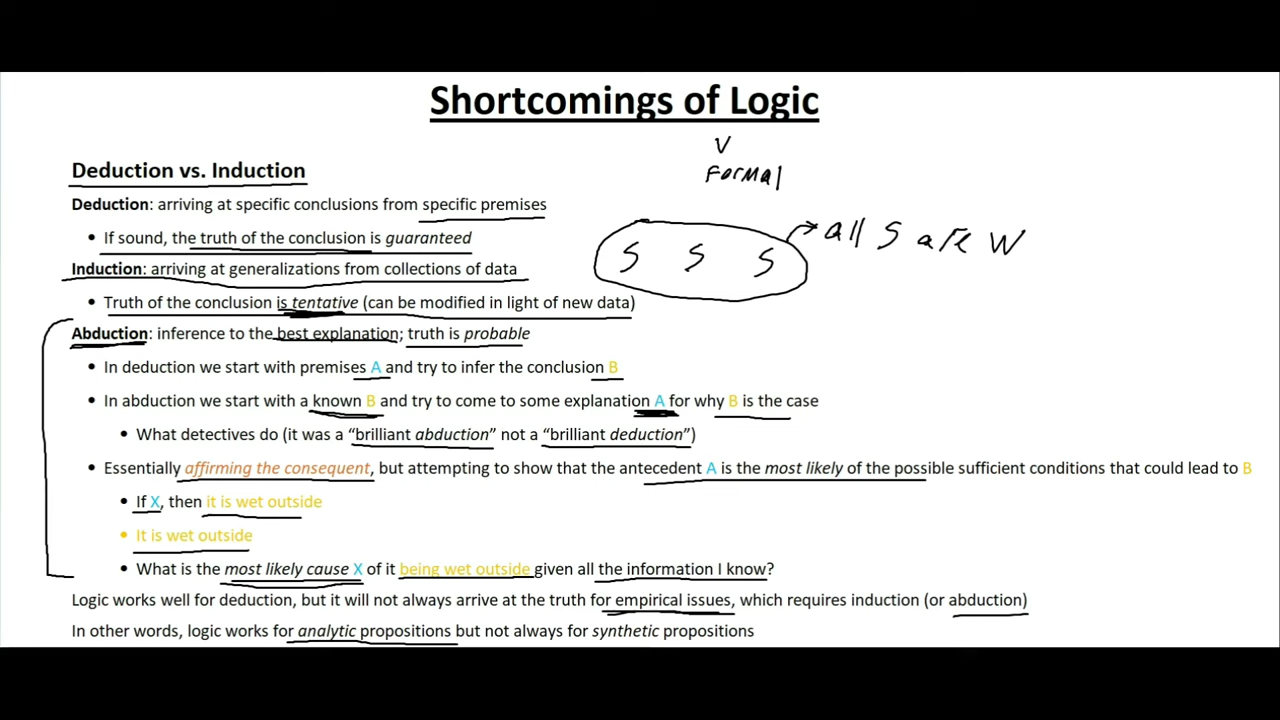 Shortcomings of Logic
V
Formal
Deduction vs. Induction
Deduction: arriving at specific conclusions from specific premises
• If sound, the truth of the conclusion is guaranteed
S S S
all S are W
Induction: arriving at generalizations from collections of data
• Truth of the conclusion is tentative (can be modified in light of new data)
Abduction: inference to the best explanation; truth is probable
• In deduction we start with premises A and try to infer the conclusion B
• In abduction we start with a known B and try to come to some explanation A for why B is the case
• What detectives do (it was a “brilliant abduction” not a “brilliant deduction”)
• Essentially affirming the consequent, but attempting to show that the antecedent A is the most likely of the possible sufficient conditions that could lead to B
• If X, then it is wet outside
• It is wet outside
• What is the most likely cause X of it being wet outside given all the information I know?
Logic works well for deduction, but it will not always arrive at the truth for empirical issues, which requires induction (or abduction)
In other words, logic works for analytic propositions but not always for synthetic propositions